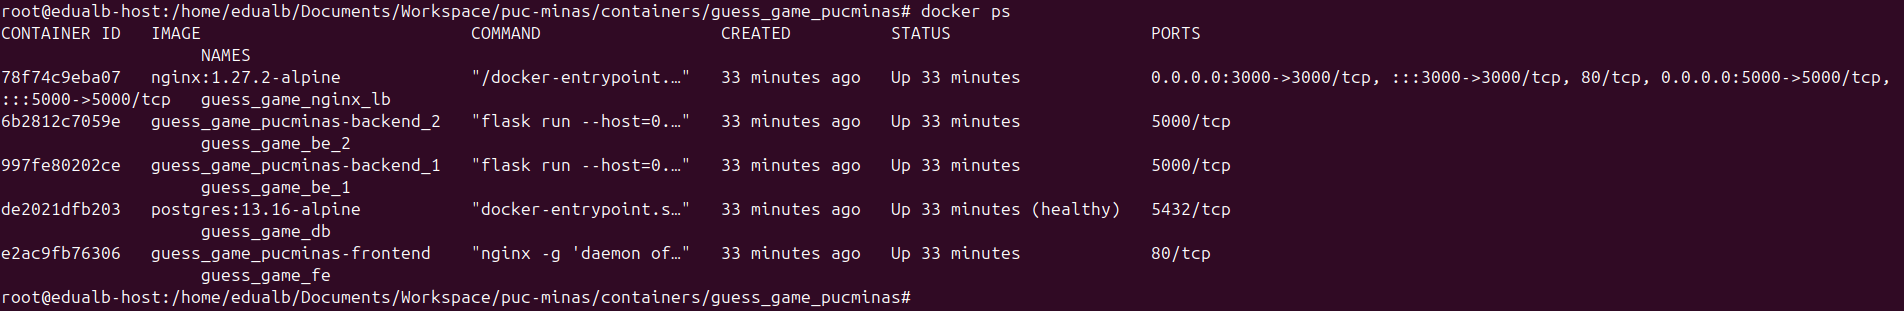 root@edualb-host:/home/edualb/Documents/Workspace/puc-minas/containers/guess_game_pucminas# docker ps
CONTAINER ID   IMAGE                           COMMAND                  CREATED          STATUS                    PORTS
                    NAMES
78f74c9eba07   nginx:1.27.2-alpine             "/docker-entrypoint.…"   33 minutes ago   Up 33 minutes             0.0.0.0:3000->3000/tcp, :::3000->3000/tcp, 80/tcp, 0.0.0.0:5000->5000/tcp,
:::5000->5000/tcp   guess_game_nginx_lb
6b2812c7059e   guess_game_pucminas-backend_2   "flask run --host=0.…"   33 minutes ago   Up 33 minutes             5000/tcp
                    guess_game_be_2
997fe80202ce   guess_game_pucminas-backend_1   "flask run --host=0.…"   33 minutes ago   Up 33 minutes             5000/tcp
                    guess_game_be_1
de2021dfb203   postgres:13.16-alpine           "docker-entrypoint.s…"   33 minutes ago   Up 33 minutes (healthy)   5432/tcp
                    guess_game_db
e2ac9fb76306   guess_game_pucminas-frontend    "nginx -g 'daemon of…"   33 minutes ago   Up 33 minutes             80/tcp
                    guess_game_fe
root@edualb-host:/home/edualb/Documents/Workspace/puc-minas/containers/guess_game_pucminas#